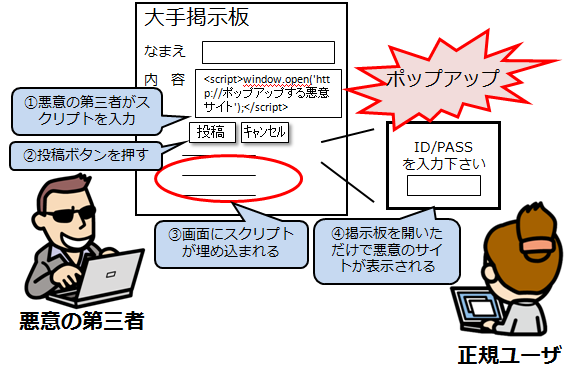 大手掲示板
なまえ
内　容
<script>window.open('htt
p://ポップアップする悪意
サイト');</script>
ポップアップ
①悪意の第三者がス
クリプトを入力
投稿
キャンセル
②投稿ボタンを押す
ID/PASS
を入力下さい
③画面にスクリプト
が埋め込まれる
④掲示板を開いた
だけで悪意のサイ
トが表示される
悪意の第三者
正規ユーザ